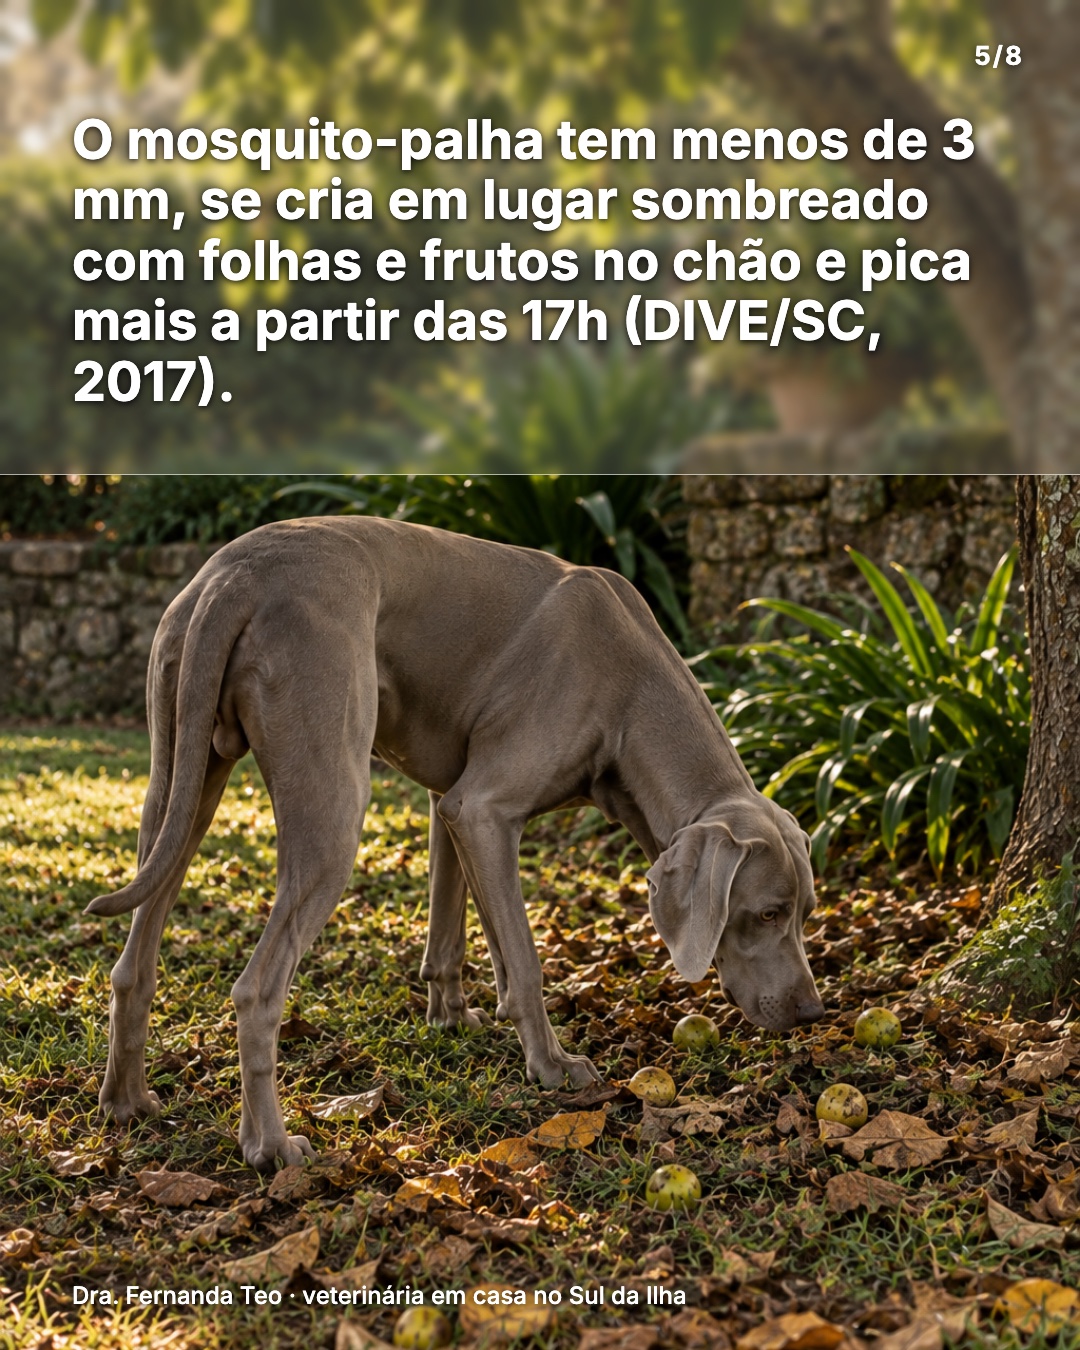 5/8
O mosquito-palha tem menos de 3
mm, se cria em lugar sombreado
com folhas e frutos no chão e pica
mais a partir das 17h (DIVE/SC,
2017).
Dra. Fernanda Teo · veterinária em casa no Sul da Ilha